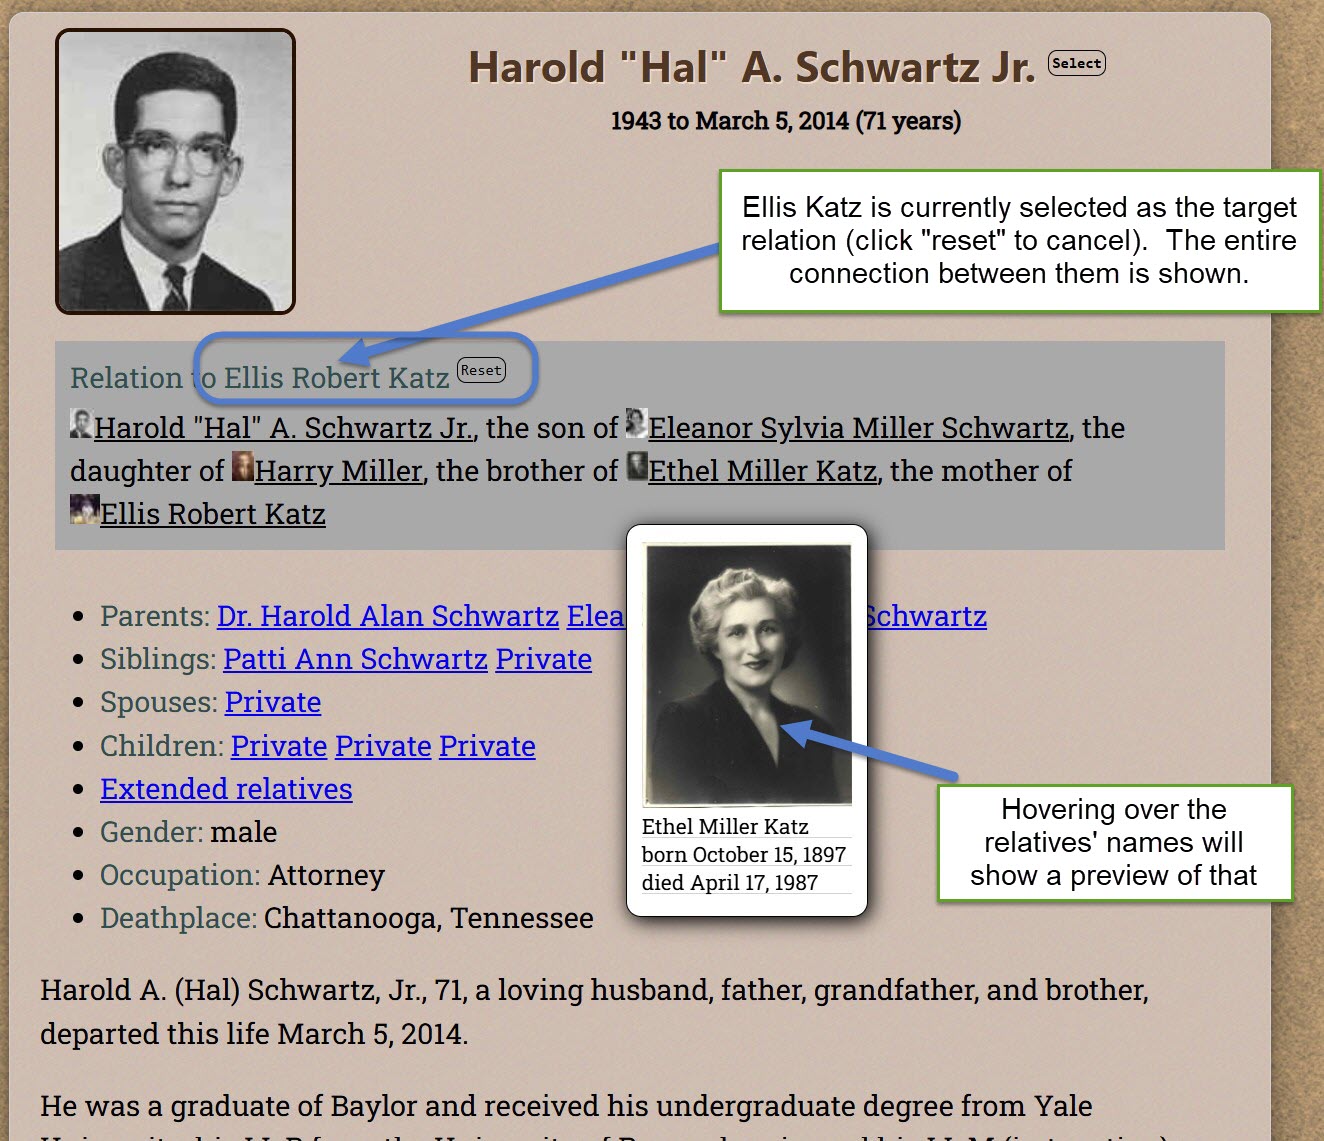 Harold "Hal" A. Schwartz Jr. Select
1943 to March 5, 2014 (71 years)
Ellis Katz is currently selected as the target
relation (click "reset" to cancel). The entire
connection between them is shown.
Relation to Ellis Robert Katz Reset
Harold "Hal" A. Schwartz Jr., the son of Eleanor Sylvia Miller Schwartz, the
daughter of Harry Miller, the brother of Ethel Miller Katz, the mother of
Ellis Robert Katz
Parents: Dr. Harold Alan Schwartz Elea Schwartz
Siblings: Patti Ann Schwartz Private
Spouses: Private
Children: Private Private Private
Extended relatives
Gender: male
Occupation: Attorney
Deathplace: Chattanooga, Tennessee
Ethel Miller Katz
born October 15, 1897
died April 17, 1987
Hovering over the
relatives' names will
show a preview of that
Harold A. (Hal) Schwartz, Jr., 71, a loving husband, father, grandfather, and brother,
departed this life March 5, 2014.
He was a graduate of Baylor and received his undergraduate degree from Yale